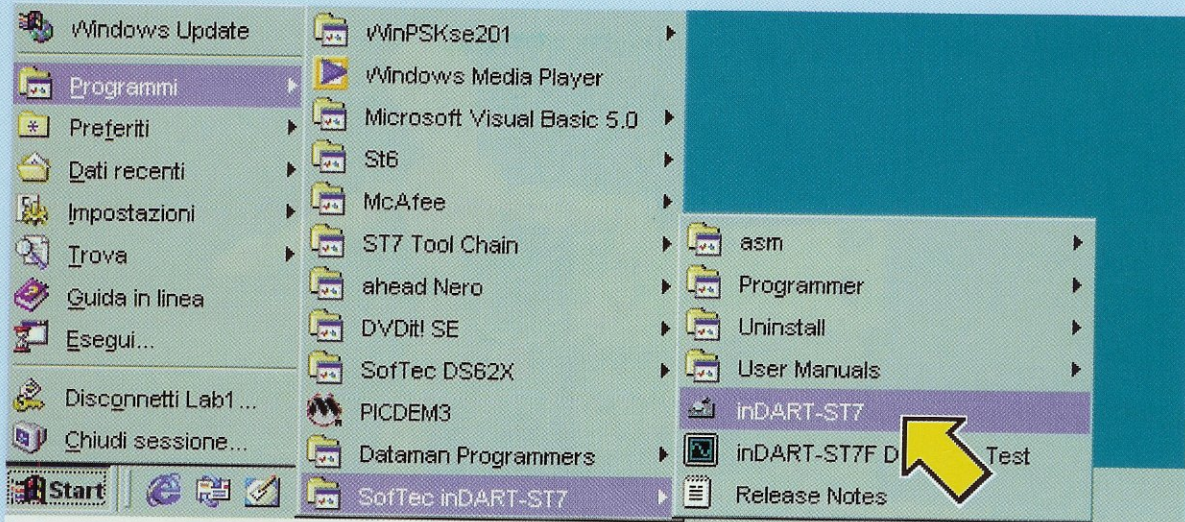 Windows Update
Programmi
Preferiti
Dati recenti
Impostazioni
Trova
Guida in linea
Esegui...
Disconnetti Lab1...
Chiudi sessione...
Start
WinPSKse201
Windows Media Player
Microsoft Visual Basic 5.0
St6
McAfee
ST7 Tool Chain
ahead Nero
DVDit! SE
SofTec DS62X
PICDEM3
Dataman Programmers
SofTec inDART-ST7
asm
Programmer
Uninstall
User Manuals
inDART-ST7
inDART-ST7F D Test
Release Notes